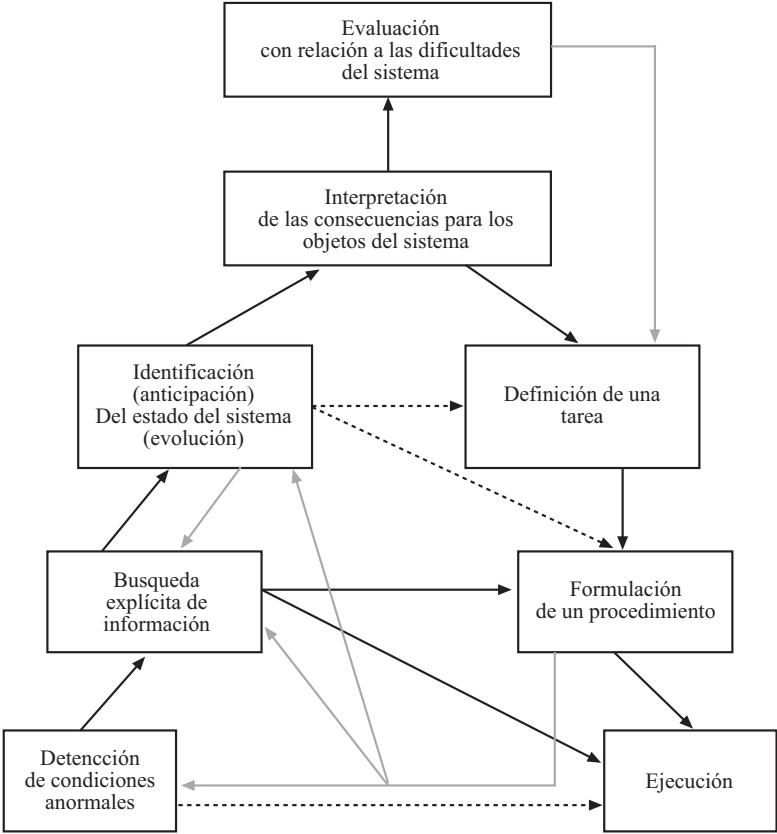 Evaluación
con relación a las dificultades
del sistema
Interpretación
de las consecuencias para los
objetos del sistema
Identificación
(anticipación)
Del estado del sistema
(evolución)
Definición de una
tarea
Busqueda
explícita de
información
Formulación
de un procedimiento
Detencción
de condiciones
anormales
Ejecución